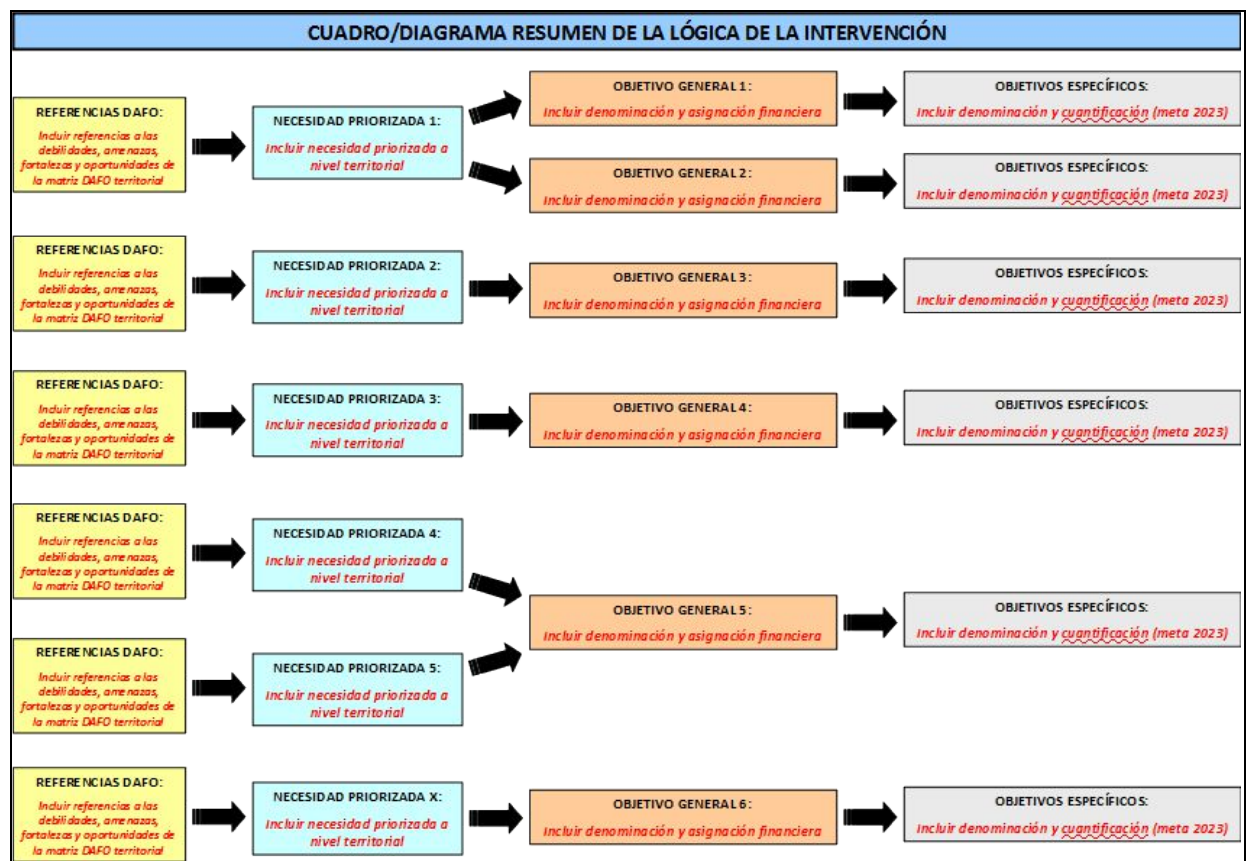 CUADRO/DIAGRAMA RESUMEN DE LA LÓGICA DE LA INTERVENCIÓN
REFERENCIAS DAFO:
Incluir referencias a las
debilidades, amenazas,
fortalezas y oportunidades de
la matriz DAFO territorial
NECESIDAD PRIORIZADA 1:
Incluir necesidad priorizada a
nivel territorial
OBJETIVO GENERAL 1:
Incluir denominación y asignación financiera
OBJETIVOS ESPECÍFICOS:
Incluir denominación y cuantificación (meta 2023)
OBJETIVO GENERAL 2:
Incluir denominación y asignación financiera
OBJETIVOS ESPECÍFICOS:
Incluir denominación y cuantificación (meta 2023)
REFERENCIAS DAFO:
Incluir referencias a las
debilidades, amenazas,
fortalezas y oportunidades de
la matriz DAFO territorial
NECESIDAD PRIORIZADA 2:
Incluir necesidad priorizada a
nivel territorial
OBJETIVO GENERAL 3:
Incluir denominación y asignación financiera
OBJETIVOS ESPECÍFICOS:
Incluir denominación y cuantificación (meta 2023)
REFERENCIAS DAFO:
Incluir referencias a las
debilidades, amenazas,
fortalezas y oportunidades de
la matriz DAFO territorial
NECESIDAD PRIORIZADA 3:
Incluir necesidad priorizada a
nivel territorial
OBJETIVO GENERAL 4:
Incluir denominación y asignación financiera
OBJETIVOS ESPECÍFICOS:
Incluir denominación y cuantificación (meta 2023)
REFERENCIAS DAFO:
Incluir referencias a las
debilidades, amenazas,
fortalezas y oportunidades de
la matriz DAFO territorial
NECESIDAD PRIORIZADA 4:
Incluir necesidad priorizada a
nivel territorial
REFERENCIAS DAFO:
Incluir referencias a las
debilidades, amenazas,
fortalezas y oportunidades de
la matriz DAFO territorial
NECESIDAD PRIORIZADA 5:
Incluir necesidad priorizada a
nivel territorial
OBJETIVO GENERAL 5:
Incluir denominación y asignación financiera
OBJETIVOS ESPECÍFICOS:
Incluir denominación y cuantificación (meta 2023)
REFERENCIAS DAFO:
Incluir referencias a las
debilidades, amenazas,
fortalezas y oportunidades de
la matriz DAFO territorial
NECESIDAD PRIORIZADA X:
Incluir necesidad priorizada a
nivel territorial
OBJETIVO GENERAL 6:
Incluir denominación y asignación financiera
OBJETIVOS ESPECÍFICOS:
Incluir denominación y cuantificación (meta 2023)